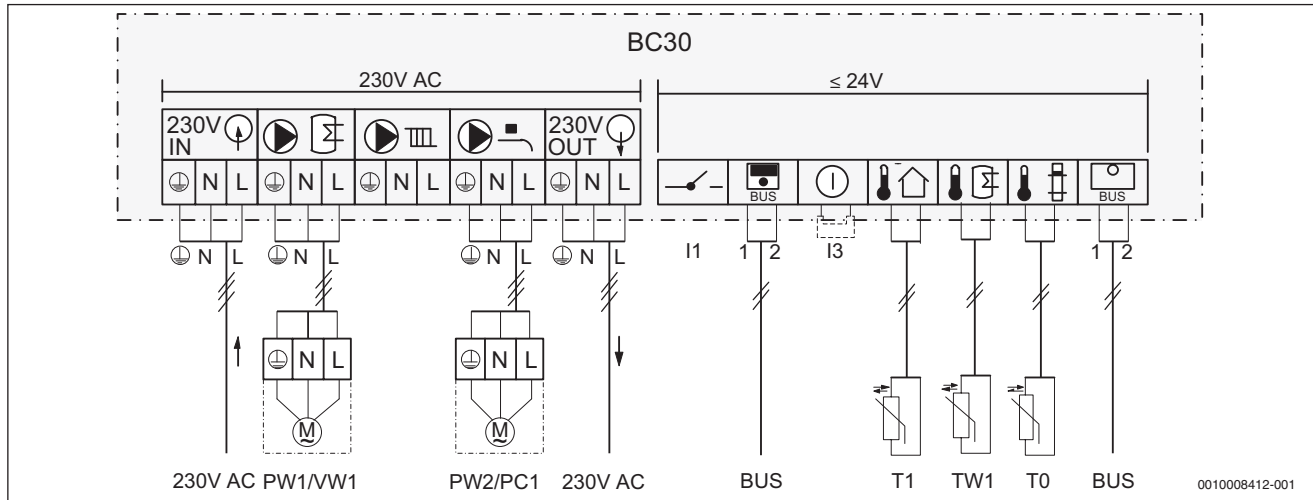 BC30
230V AC
≤ 24V
230V IN
230V OUT
N L N L N L N L N L
BUS
BUS
N L N L N L N L
I1
1 2
I3
1 2
N L N L
M
M
230V AC PW1/VW1 PW2/PC1 230V AC BUS T1 TW1 T0 BUS
0010008412-001